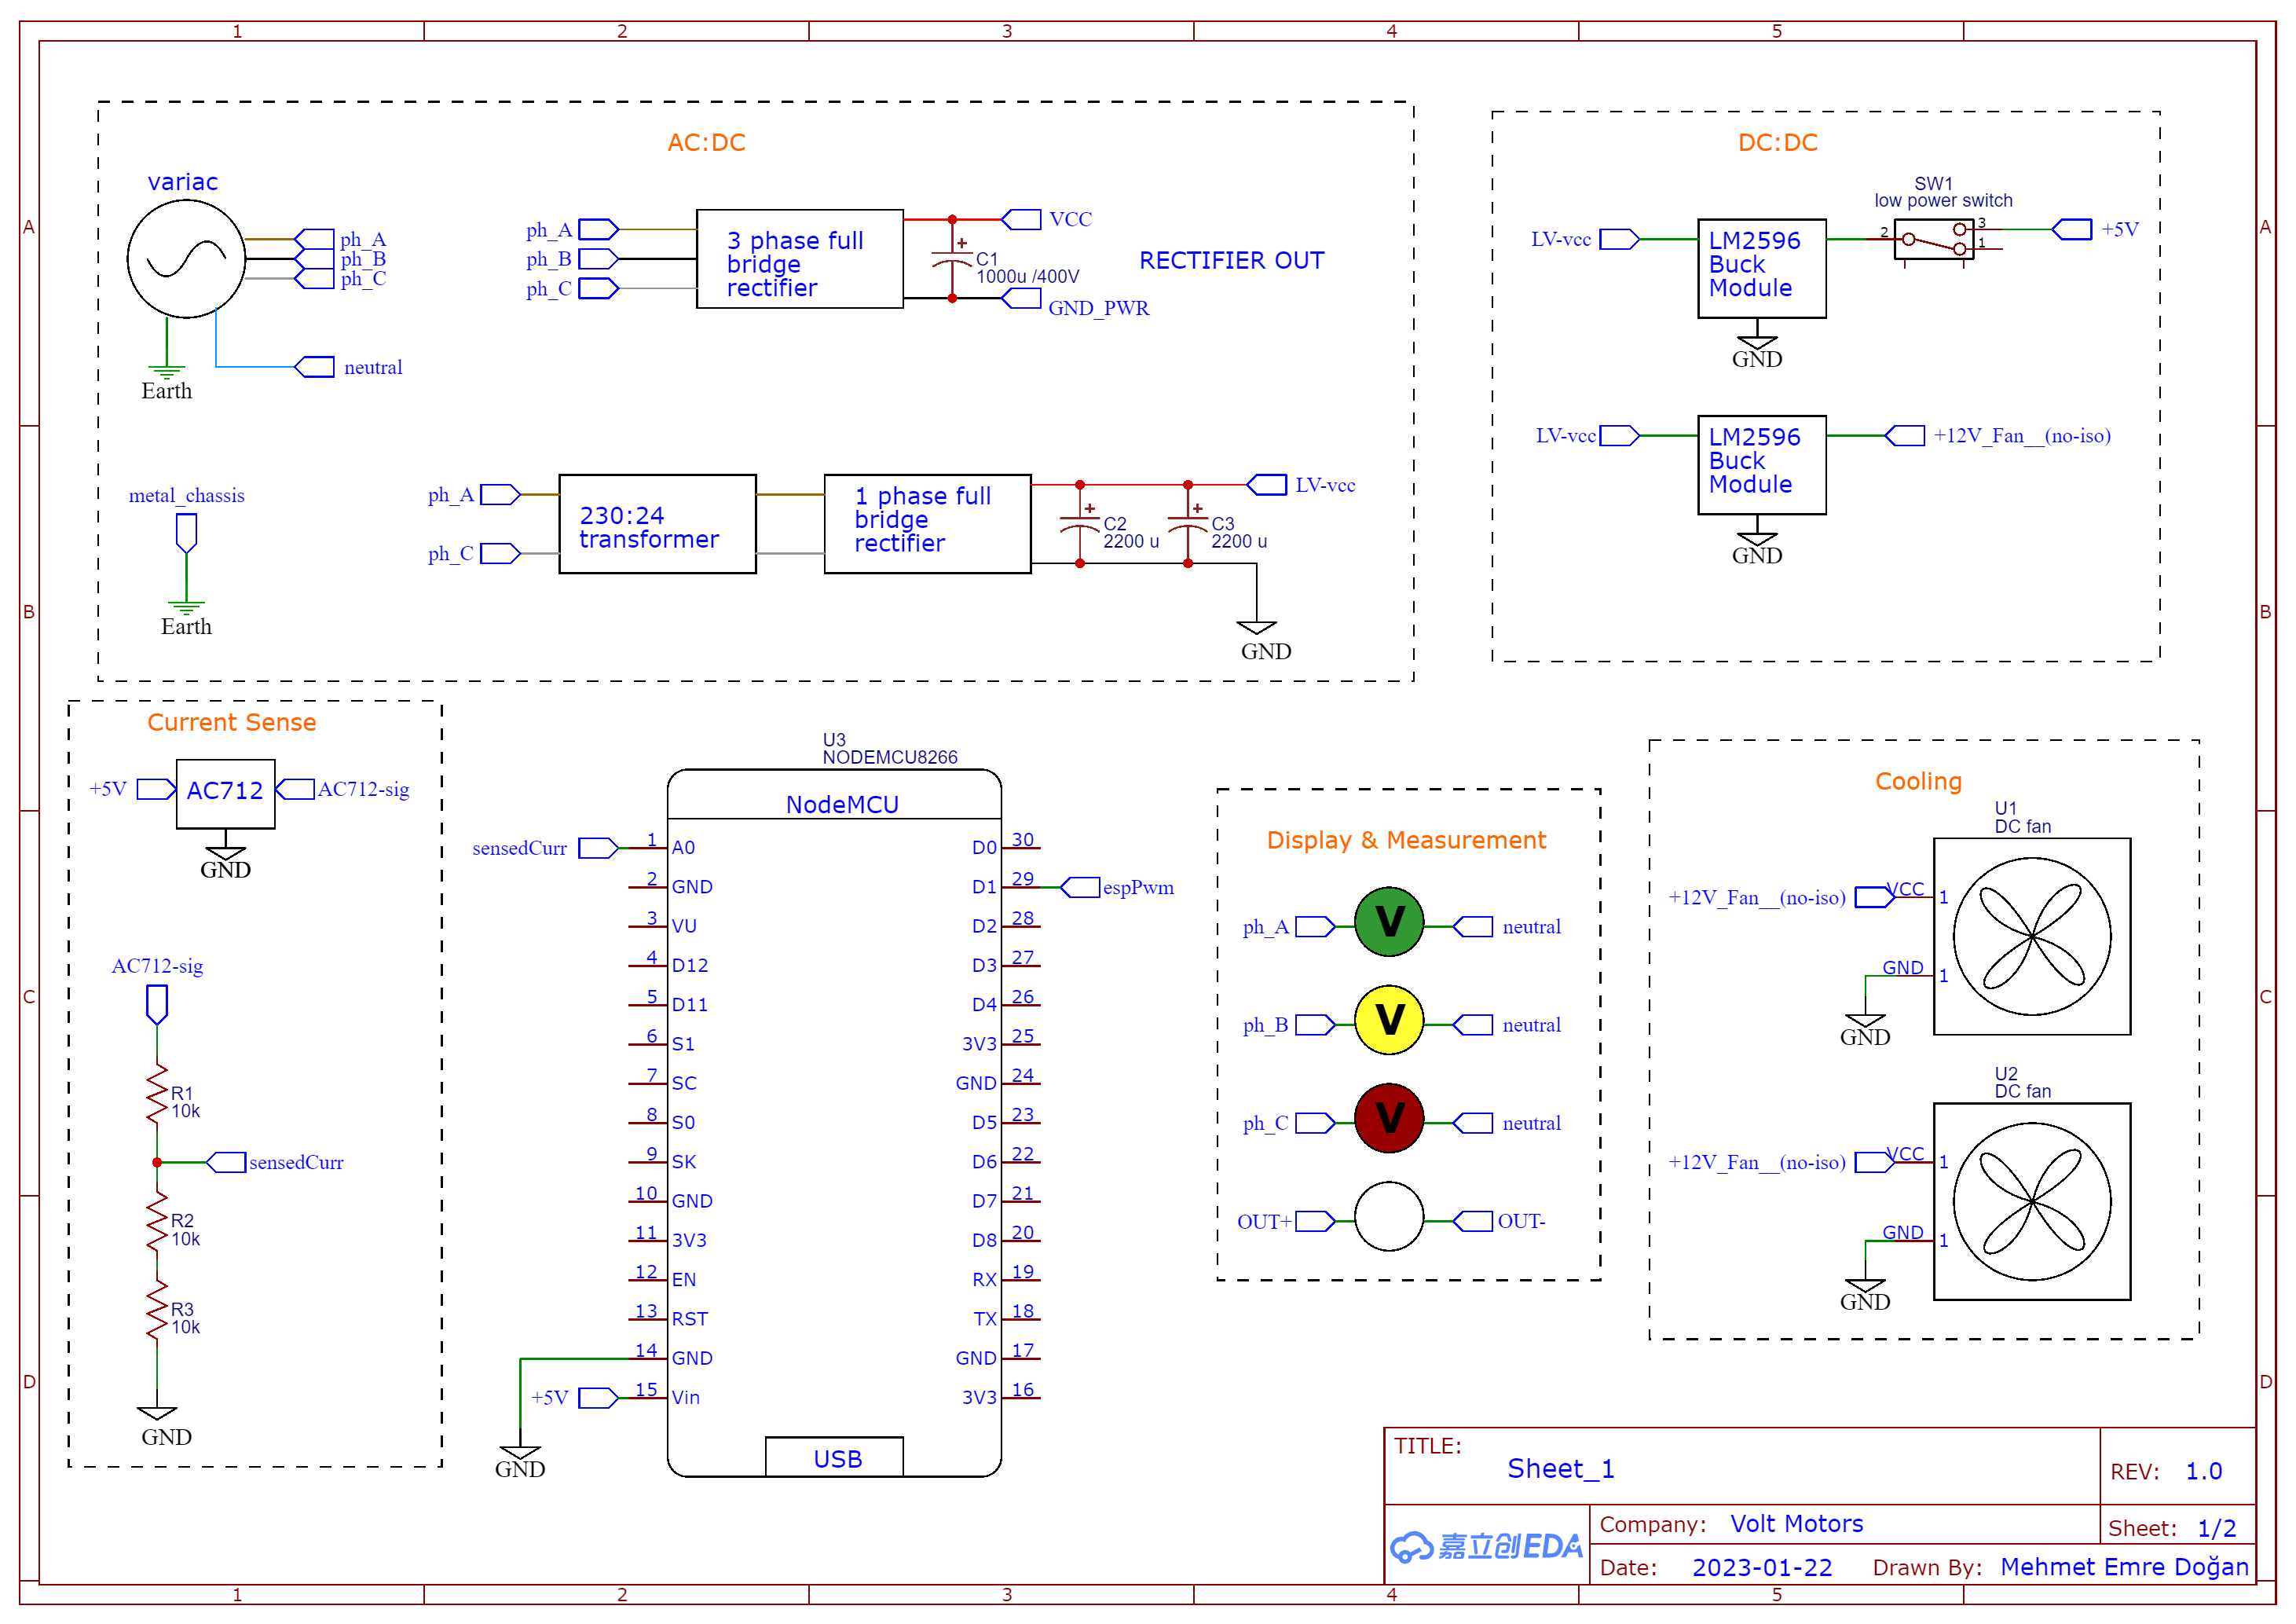 1 2 3 4 5
A
B
C
D
A
B
C
D
1 2 3 4 5
AC:DC
variac
ph_A
ph_B
ph_C
neutral
Earth
metal_chassis
Earth
ph_A
ph_B
ph_C
3 phase full
bridge
rectifier
VCC
C1
1000u /400V
GND_PWR
RECTIFIER OUT
ph_A
ph_C
230:24
transformer
1 phase full
bridge
rectifier
C2
2200 u
C3
2200 u
LV-vcc
GND
DC:DC
LV-vcc
LM2596
Buck
Module
GND
SW1
low power switch
2
3
1
+5V
LV-vcc
LM2596
Buck
Module
GND
+12V_Fan__(no-iso)
Current Sense
+5V
AC712
AC712-sig
GND
AC712-sig
R1
10k
sensedCurr
R2
10k
R3
10k
GND
U3
NODEMCU8266
NodeMCU
sensedCurr 1 A0
2 GND
3 VU
4 D12
5 D11
6 S1
7 SC
8 S0
9 SK
10 GND
11 3V3
12 EN
13 RST
14 GND
+5V 15 Vin
GND
D0 30
D1 29 espPwm
D2 28
D3 27
D4 26
3V3 25
GND 24
D5 23
D6 22
D7 21
D8 20
RX 19
TX 18
GND 17
3V3 16
USB
Display & Measurement
ph_A V neutral
ph_B V neutral
ph_C V neutral
OUT+ OUT-
Cooling
U1
DC fan
+12V_Fan__(no-iso) VCC 1
GND 1
GND
U2
DC fan
+12V_Fan__(no-iso) VCC 1
GND 1
GND
TITLE:
Sheet_1
REV: 1.0
嘉立创EDA
Company: Volt Motors
Sheet: 1/2
Date: 2023-01-22
Drawn By: Mehmet Emre Doğan